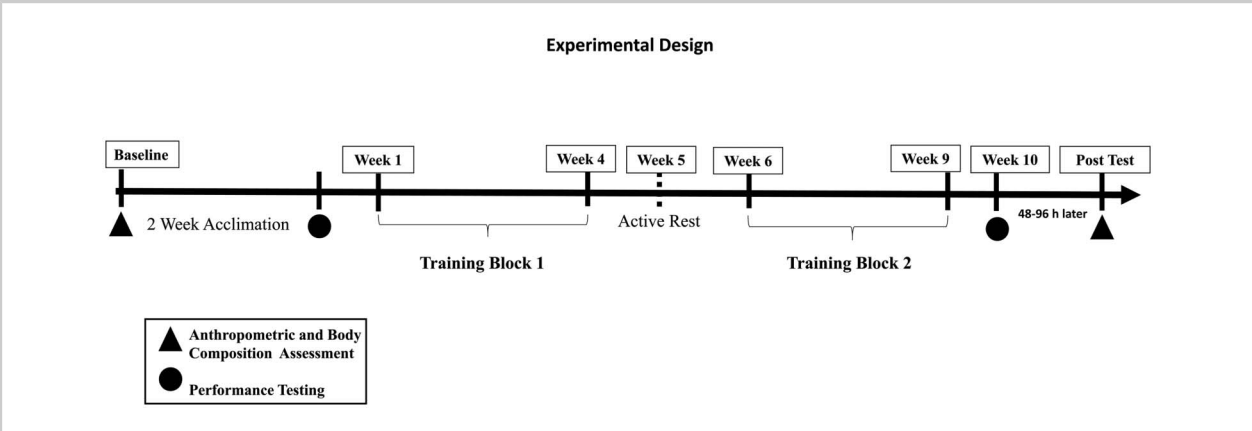 Experimental Design
Baseline
Week 1
Week 4
Week 5
Week 6
Week 9
Week 10
Post Test
2 Week Acclimation
Active Rest
48-96 h later
Training Block 1
Training Block 2
Anthropometric and Body
Composition Assessment
Performance Testing